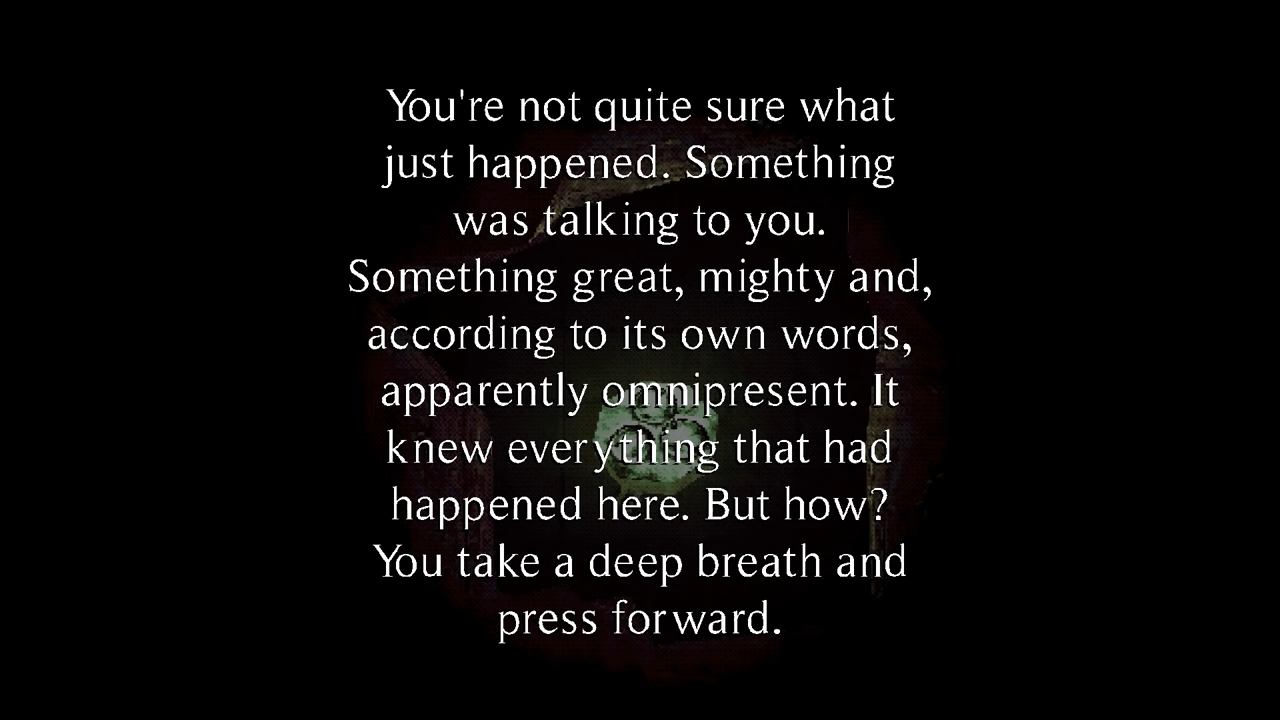 You're not quite sure what
just happened. Something
was talking to you.
Something great, mighty and,
according to its own words,
apparently omnipresent. It
knew everything that had
happened here. But how?
You take a deep breath and
press forward.